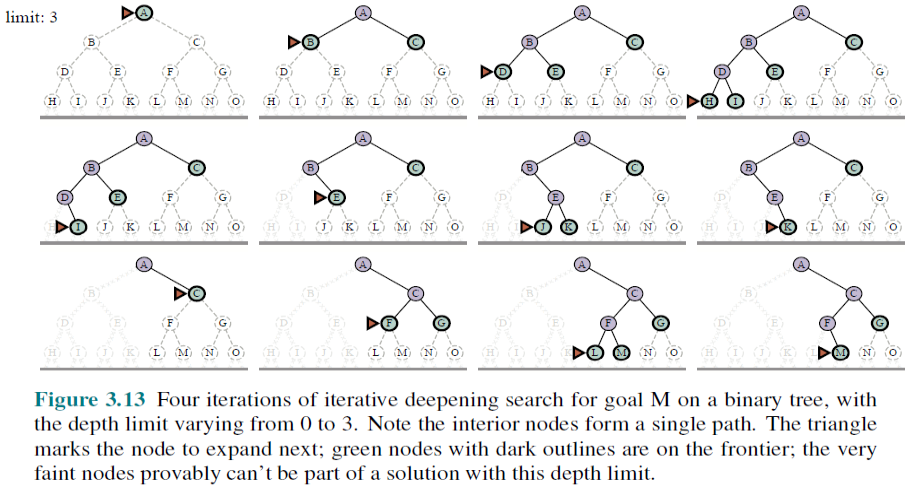 limit: 3
A A A A
B C B C B C B C
D E F G D E F G D E F G D E F G
H I J K L M N O H I J K L M N O H I J K L M N O H I J K L M N O
A A A A
B C B C B C B C
D E F G D E F G D E F G D E F G
H I J K L M N O H I J K L M N O H I J K L M N O H I K L M N O
A A A A
B C B C B C B C
D E F G D E F G D E F G D E F G
H I J K L M N O H I J K L M N O H I J K L M N O H I J K M N O
Figure 3.13 Four iterations of iterative deepening search for goal M on a binary tree, with
the depth limit varying from 0 to 3. Note the interior nodes form a single path. The triangle
marks the node to expand next; green nodes with dark outlines are on the frontier; the very
faint nodes provably can't be part of a solution with this depth limit.